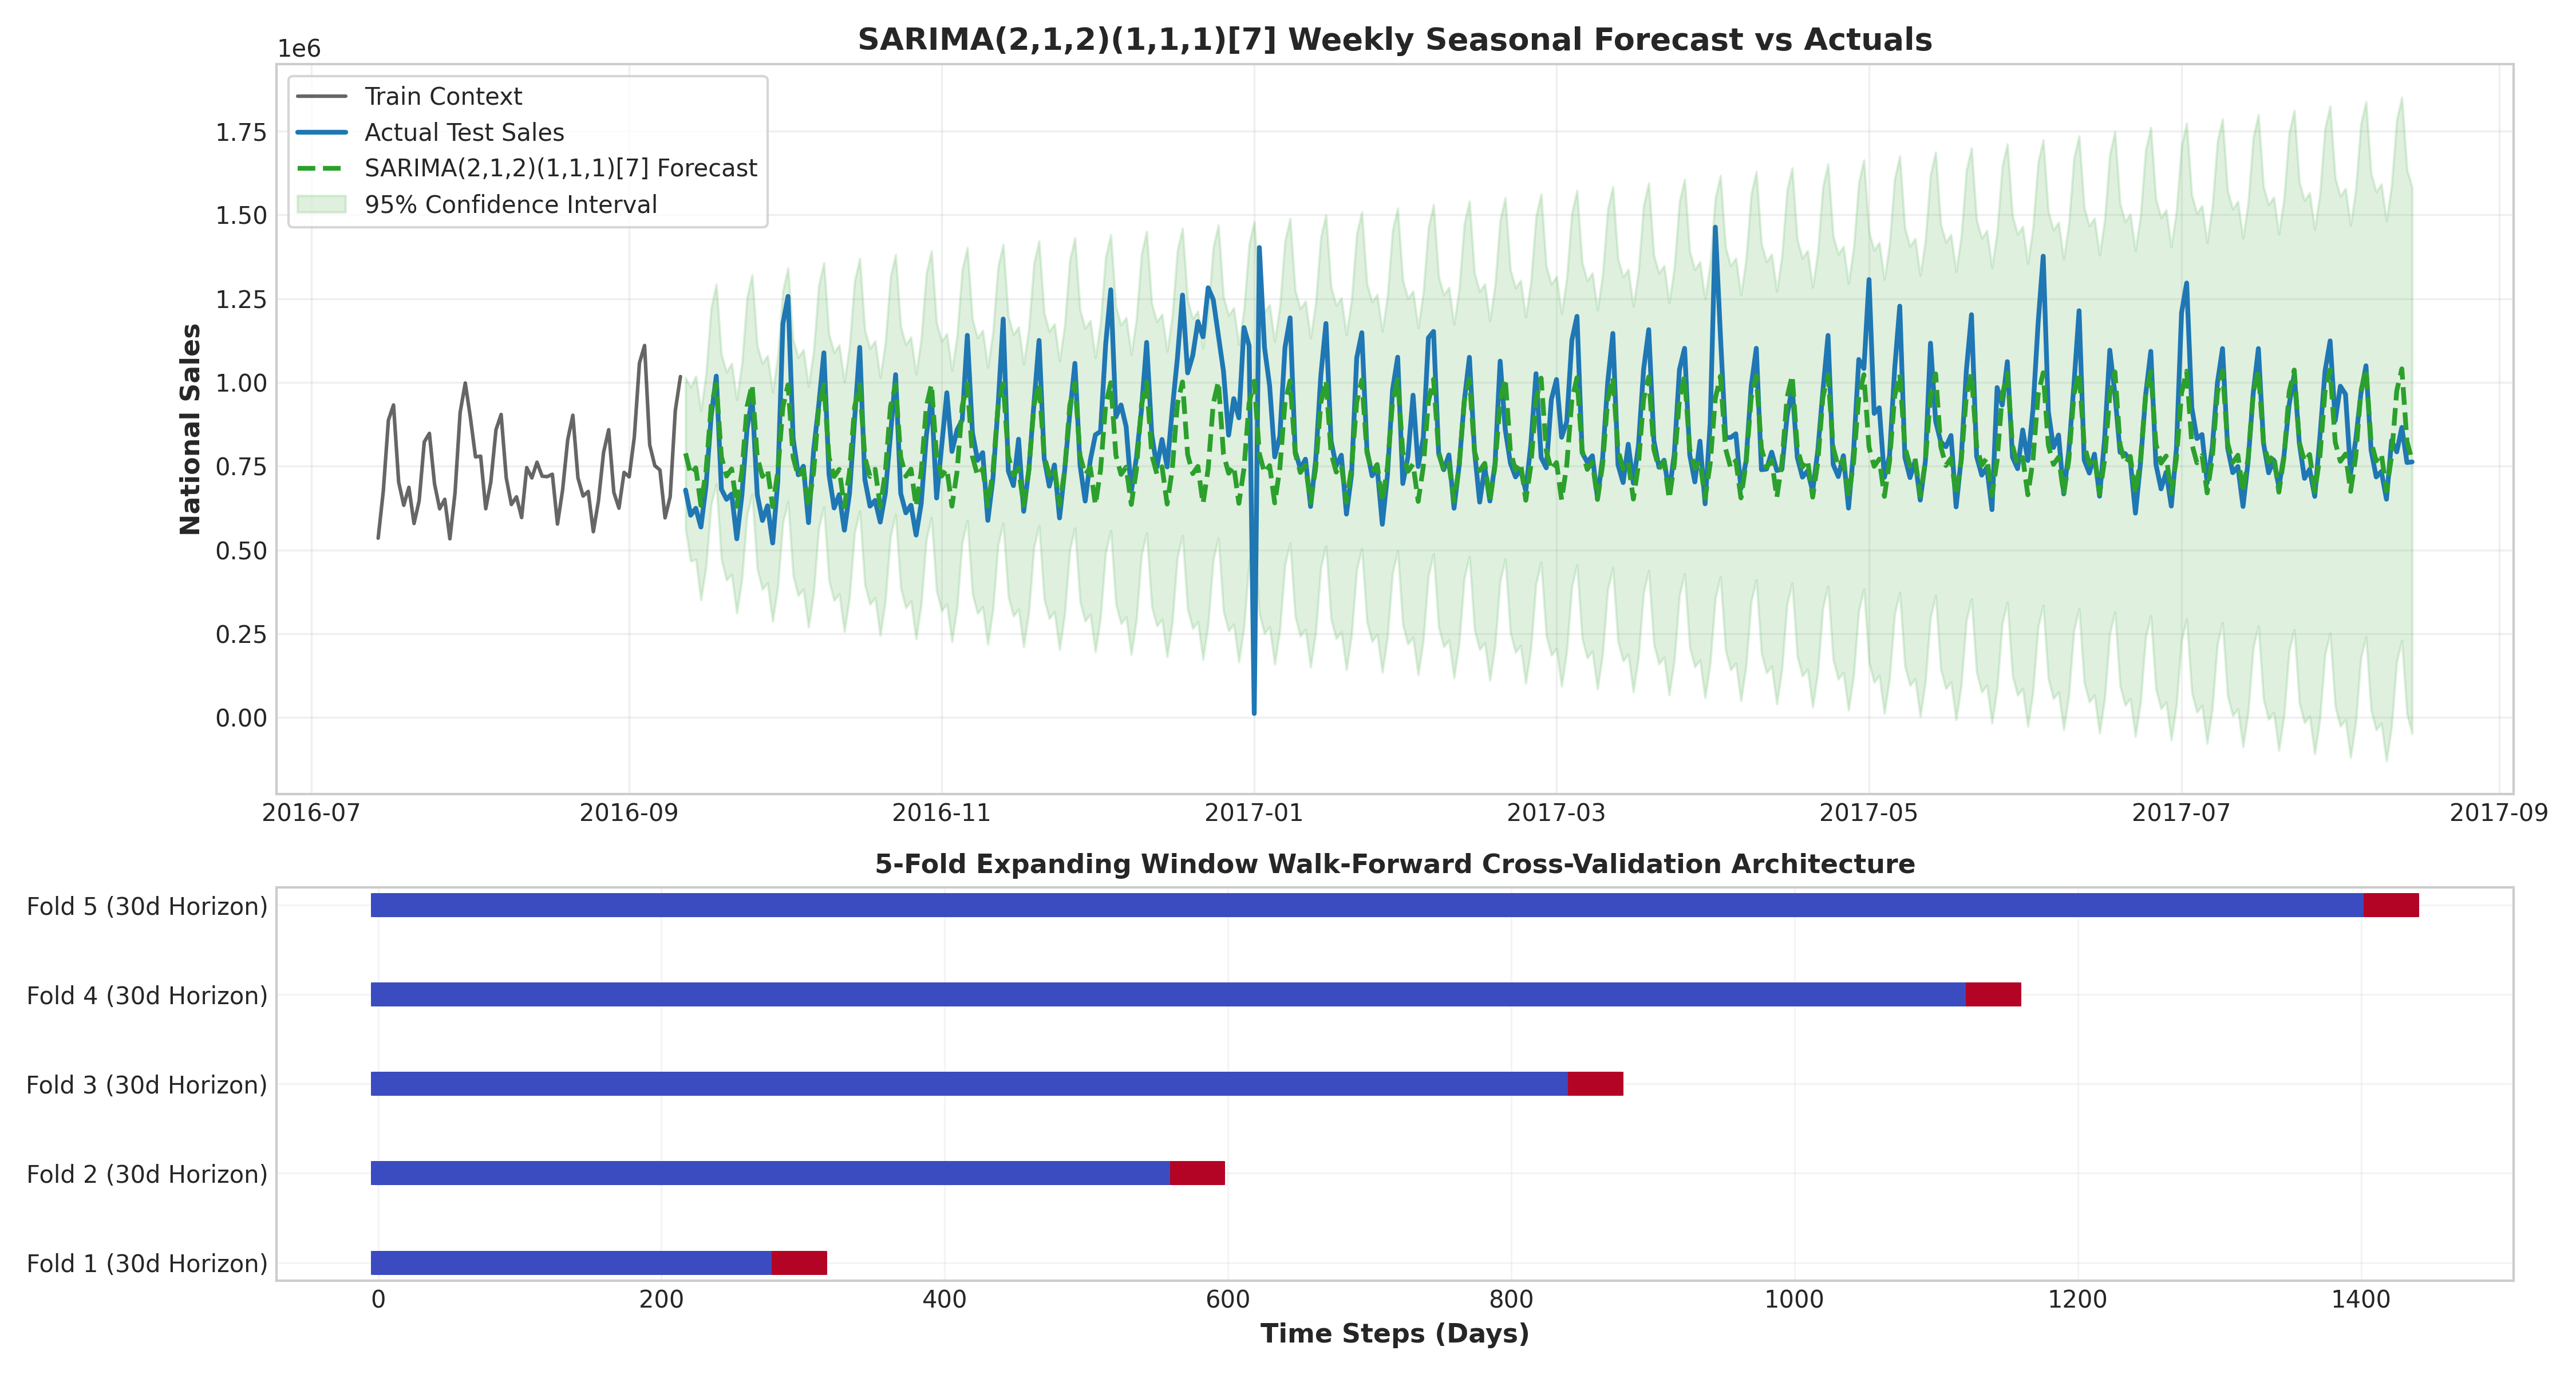 SARIMA(2,1,2)(1,1,1)[7] Weekly Seasonal Forecast vs Actuals
1e6
Train Context
Actual Test Sales
SARIMA(2,1,2)(1,1,1)[7] Forecast
95% Confidence Interval
National Sales
1.75
1.50
1.25
1.00
0.75
0.50
0.25
0.00
2016-07 2016-09 2016-11 2017-01 2017-03 2017-05 2017-07 2017-09
5-Fold Expanding Window Walk-Forward Cross-Validation Architecture
Fold 5 (30d Horizon)
Fold 4 (30d Horizon)
Fold 3 (30d Horizon)
Fold 2 (30d Horizon)
Fold 1 (30d Horizon)
0 200 400 600 800 1000 1200 1400
Time Steps (Days)